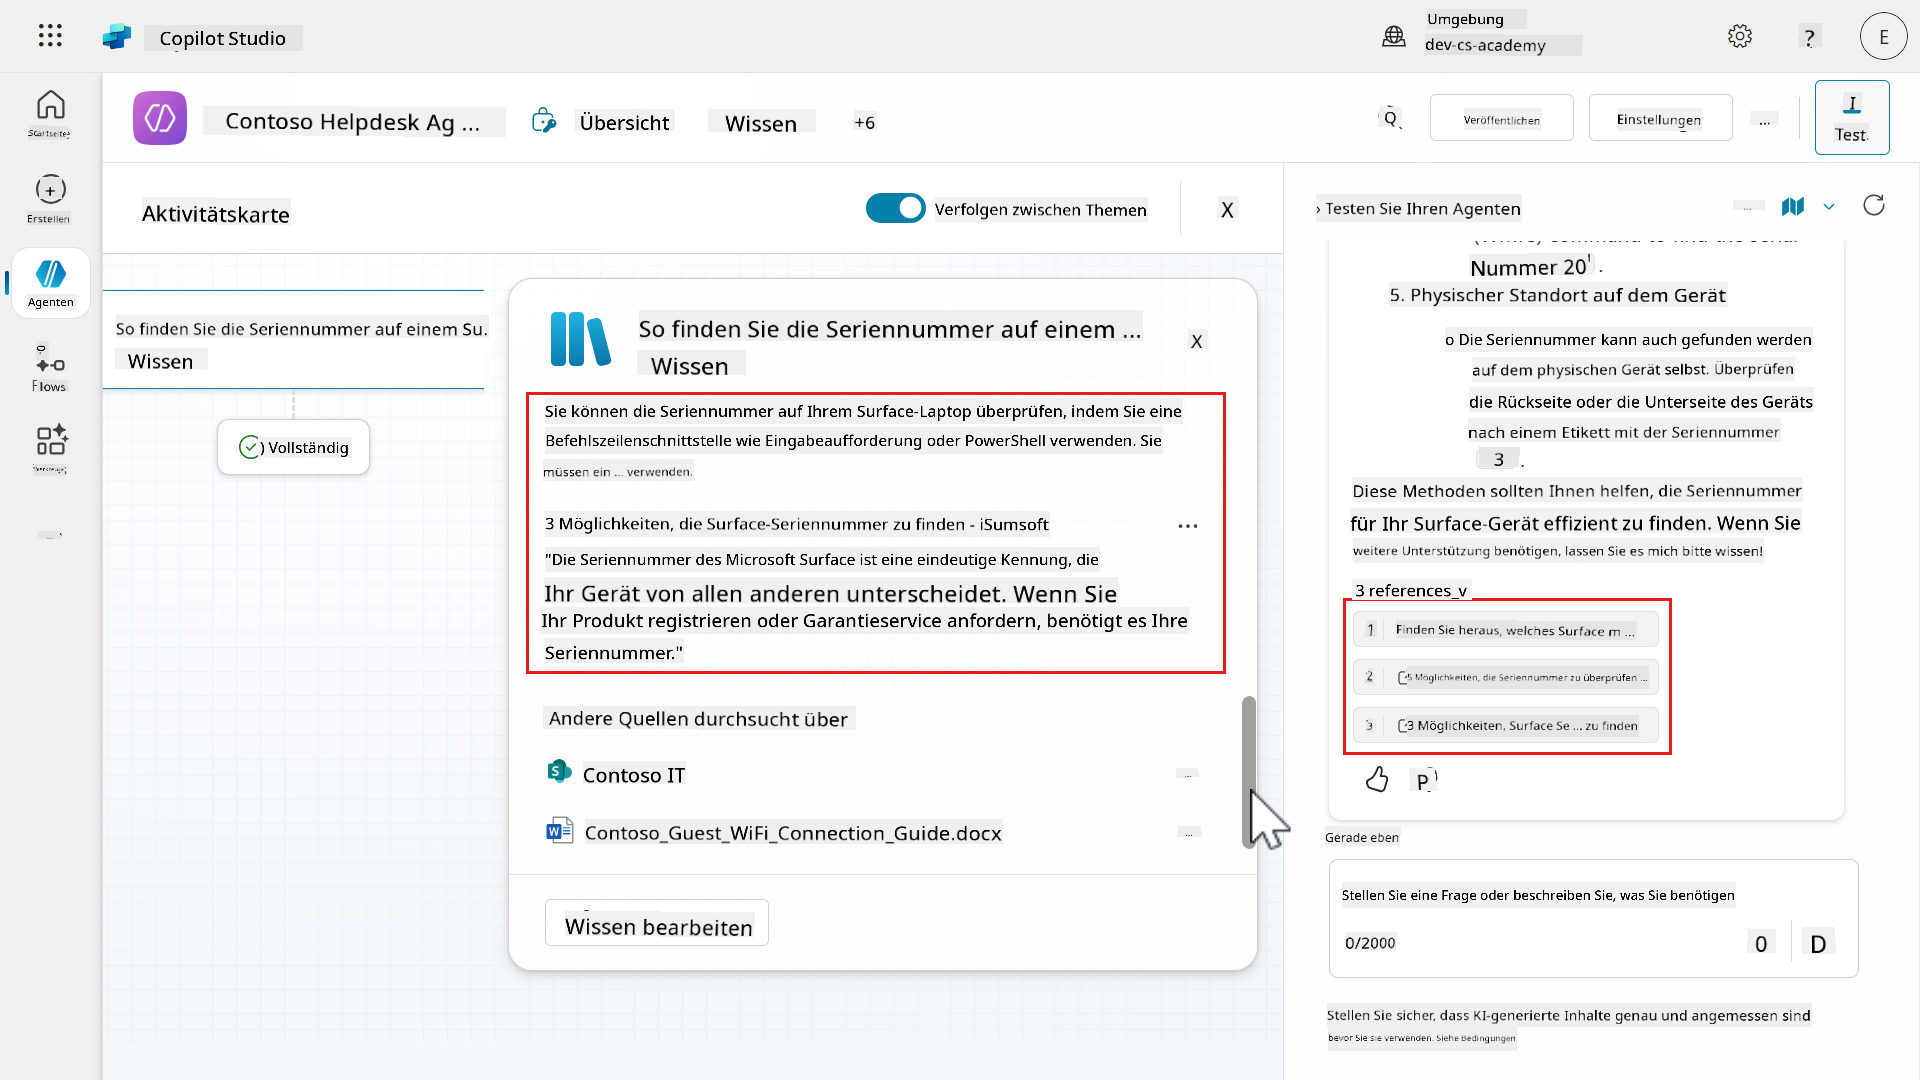 Copilot Studio
Umgebung
dev-cs-academy
?
E
Startseite
Contoso Helpdesk Ag ...
Übersicht
Wissen
+6
Veröffentlichen
Einstellungen
...
Test
Erstellen
Agenten
Flows
Aktivitätskarte
Verfolgen zwischen Themen
X
› Testen Sie Ihren Agenten
...
So finden Sie die Seriennummer auf einem Su.
Wissen
Vollständig
So finden Sie die Seriennummer auf einem ...
Wissen
X
Sie können die Seriennummer auf Ihrem Surface-Laptop überprüfen, indem Sie eine
Befehlszeilenschnittstelle wie Eingabeaufforderung oder PowerShell verwenden. Sie
müssen ein ... verwenden.
3 Möglichkeiten, die Surface-Seriennummer zu finden - iSumsoft
"Die Seriennummer des Microsoft Surface ist eine eindeutige Kennung, die
Ihr Gerät von allen anderen unterscheidet. Wenn Sie
Ihr Produkt registrieren oder Garantieservice anfordern, benötigt es Ihre
Seriennummer."
Andere Quellen durchsucht über
Contoso IT
...
Contoso_Guest_WiFi_Connection_Guide.docx
...
Wissen bearbeiten
Nummer 20
5. Physischer Standort auf dem Gerät
o Die Seriennummer kann auch gefunden werden
auf dem physischen Gerät selbst. Überprüfen
die Rückseite oder die Unterseite des Geräts
nach einem Etikett mit der Seriennummer
3 .
Diese Methoden sollten Ihnen helfen, die Seriennummer
für Ihr Surface-Gerät effizient zu finden. Wenn Sie
weitere Unterstützung benötigen, lassen Sie es mich bitte wissen!
3 references_v
1 Finden Sie heraus, welches Surface m ...
2 5 Möglichkeiten, die Seriennummer zu überprüfen ...
3 3 Möglichkeiten, Surface Se ... zu finden
P
Gerade eben
Stellen Sie eine Frage oder beschreiben Sie, was Sie benötigen
0/2000
0
D
Stellen Sie sicher, dass KI-generierte Inhalte genau und angemessen sind
bevor Sie sie verwenden. Siehe Bedingungen